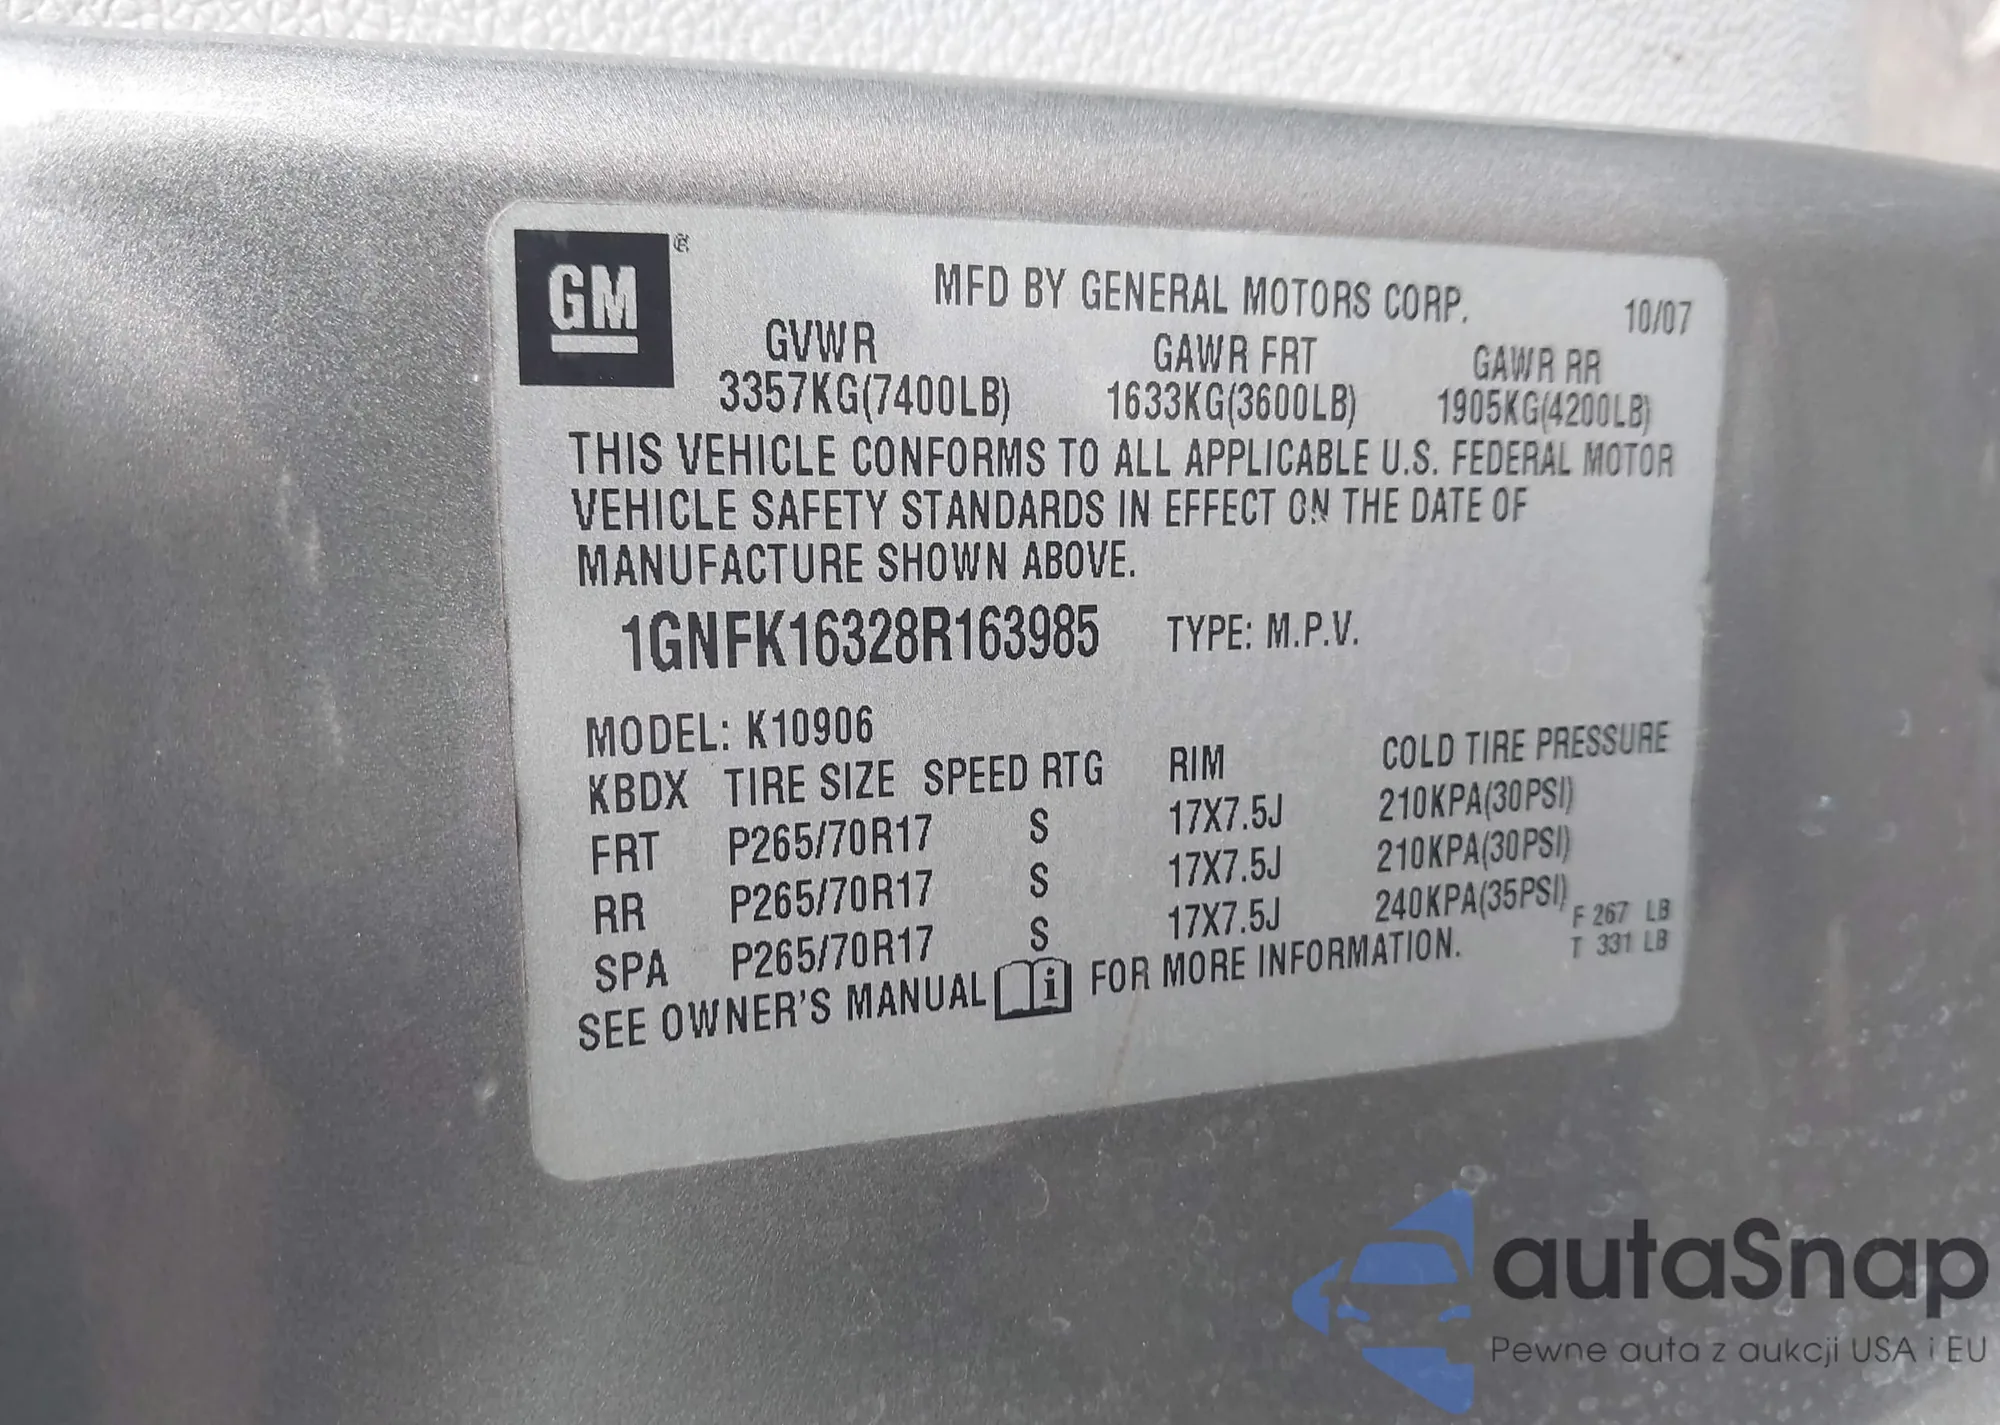 GM ®
MFD BY GENERAL MOTORS CORP. 10/07
GVWR GAWR FRT GAWR RR
3357KG(7400LB) 1633KG(3600LB) 1905KG(4200LB)
THIS VEHICLE CONFORMS TO ALL APPLICABLE U.S. FEDERAL MOTOR
VEHICLE SAFETY STANDARDS IN EFFECT ON THE DATE OF
MANUFACTURE SHOWN ABOVE.
1GNFK16328R163985 TYPE: M.P.V.
MODEL: K10906
KBDX TIRE SIZE SPEED RTG RIM COLD TIRE PRESSURE
FRT P265/70R17 S 17X7.5J 210KPA(30PSI)
RR P265/70R17 S 17X7.5J 210KPA(30PSI)
SPA P265/70R17 S 17X7.5J 240KPA(35PSI)
F 267 LB
T 331 LB
SEE OWNER'S MANUAL i FOR MORE INFORMATION.
autaSnap
Pewne auta z aukcji USA i EU